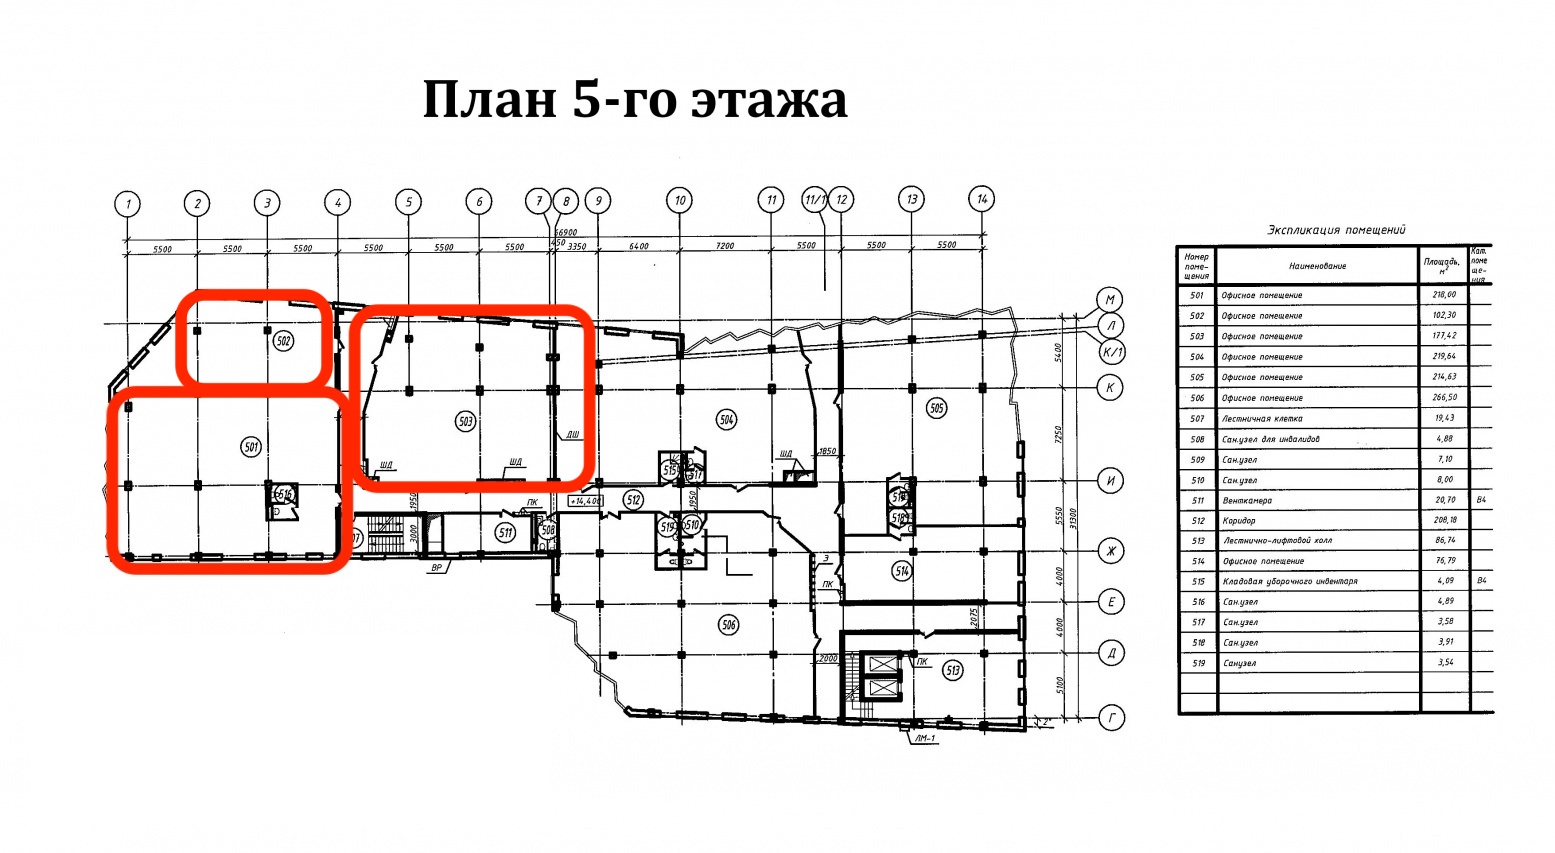 План 5-го этажа
1 2 3 4 5 6 7 8 9 10 11 11/1 12 13 14
56900
5500 5500 5500 5500 5500 5500 450 3350 6400 7200 5500 5500 5500
М
Л
К/1
К
И
Ж
Е
Д
Г
5400
7250
5550
31300
4000
4000
5100
502
501
516
503
ДШ
ШД
ШД
504
505
515
517
ШД
1850
1950
1950
ПК
+14,400
512
511
508
3000
ВР
519
510
518
514
3
ПК
506
2075
2000
ПК
513
ЛМ-1
Экспликация помещений
Номер поме-щения Наименование Площадь, м² Кат. поме ще-ния
501 Офисное помещение 218,00
502 Офисное помещение 102,30
503 Офисное помещение 177,42
504 Офисное помещение 219,64
505 Офисное помещение 214,63
506 Офисное помещение 266,50
507 Лестничная клетка 19,43
508 Сан.узел для инвалидов 4,88
509 Сан.узел 7,10
510 Сан.узел 8,00
511 Венткамера 20,70 В4
512 Коридор 208,18
513 Лестнично-лифтовой холл 86,74
514 Офисное помещение 76,79
515 Кладовая уборочного инвентаря 4,09 В4
516 Сан.узел 4,89
517 Сан.узел 3,58
518 Сан.узел 3,91
519 Санузел 3,54